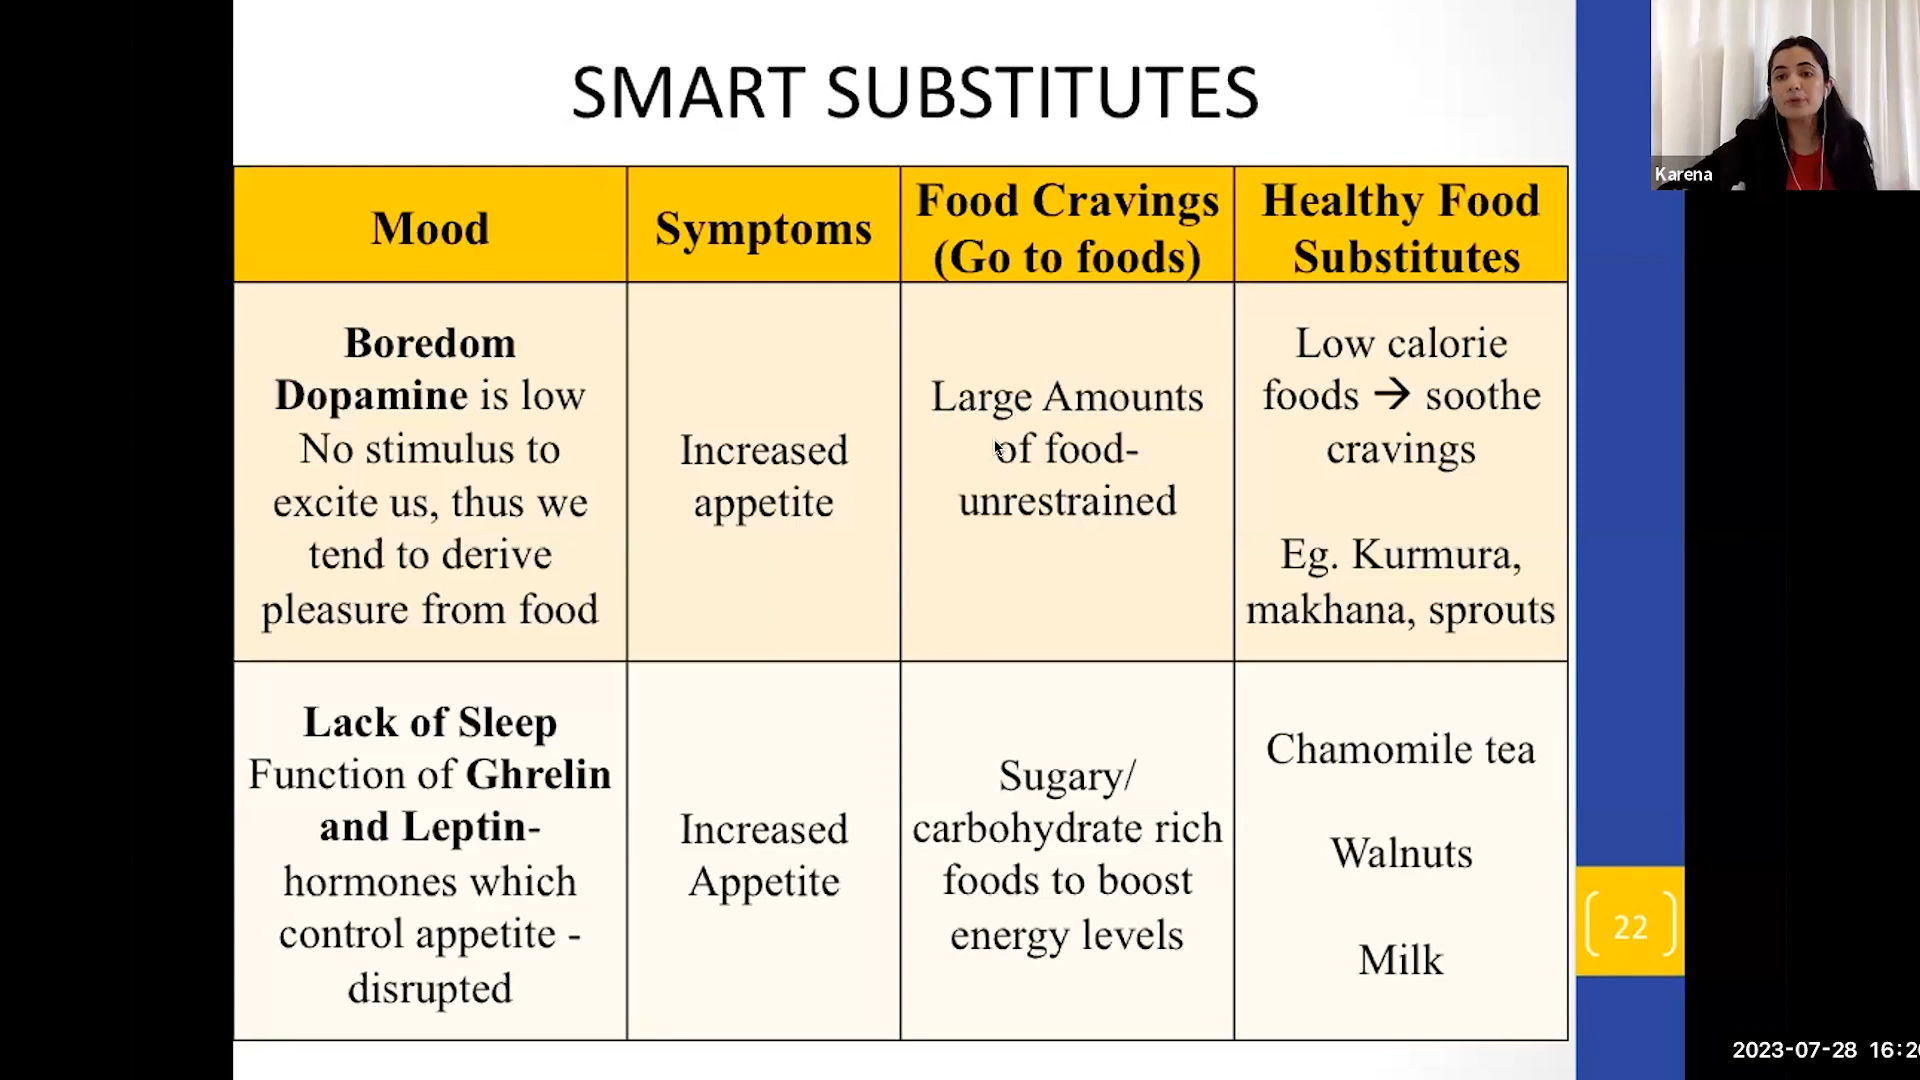 SMART SUBSTITUTES
Karena
Mood
Symptoms
Food Cravings
(Go to foods)
Healthy Food
Substitutes
Boredom
Dopamine is low
No stimulus to
excite us, thus we
tend to derive
pleasure from food
Increased
appetite
Large Amounts
of food-
unrestrained
Low calorie
foods → soothe
cravings
Eg. Kurmura,
makhana, sprouts
Lack of Sleep
Function of Ghrelin
and Leptin-
hormones which
control appetite -
disrupted
Increased
Appetite
Sugary/
carbohydrate rich
foods to boost
energy levels
Chamomile tea
Walnuts
Milk
22
2023-07-28 16:20